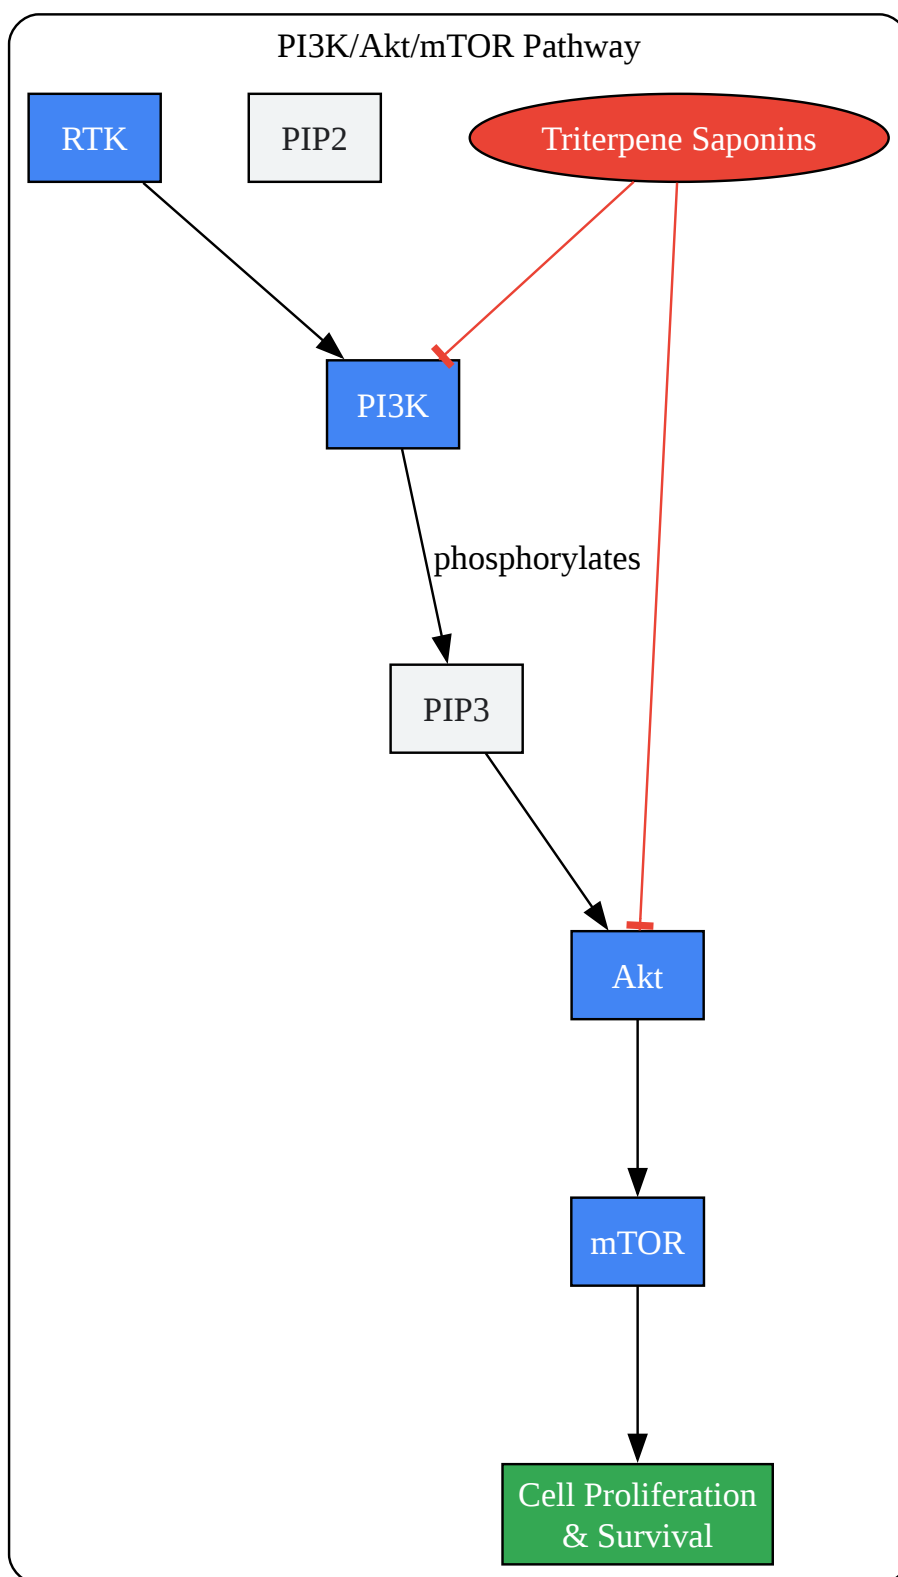 PI3K/Akt/mTOR Pathway
RTK
PIP2
Triterpene Saponins
PI3K
phosphorylates
PIP3
Akt
mTOR
Cell Proliferation
& Survival